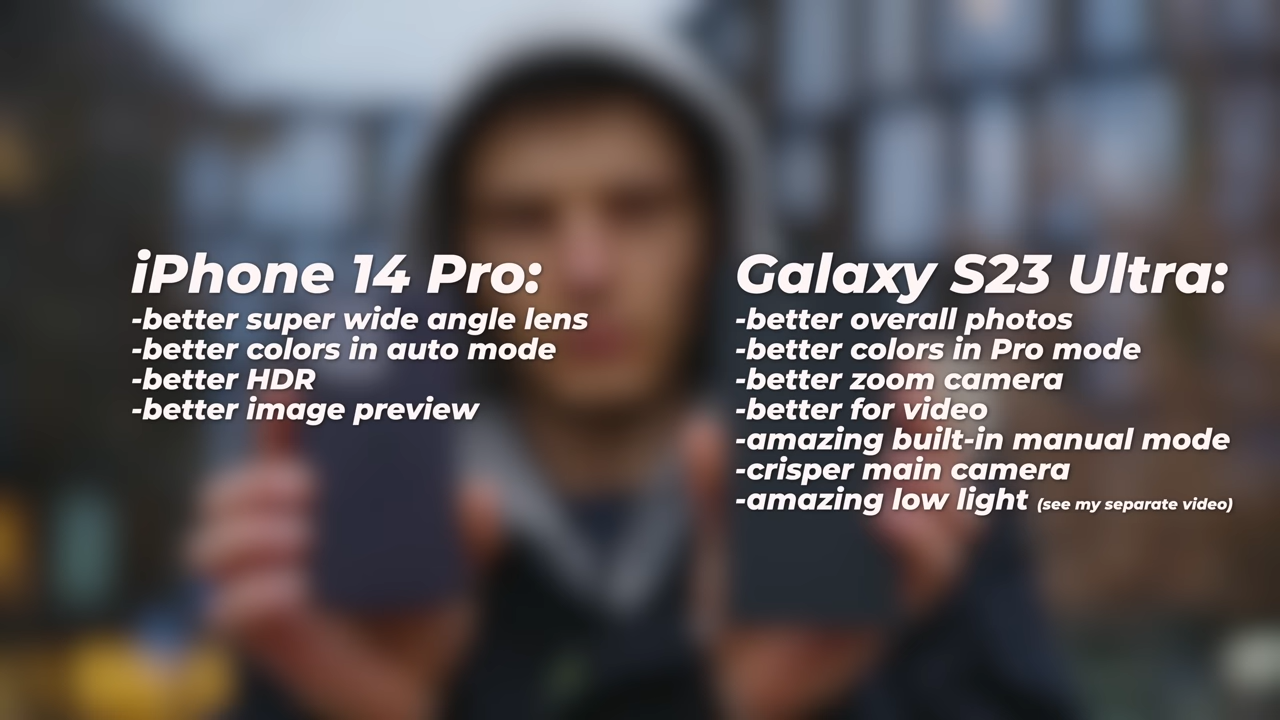 iPhone 14 Pro:
-better super wide angle lens
-better colors in auto mode
-better HDR
-better image preview
Galaxy S23 Ultra:
-better overall photos
-better colors in Pro mode
-better zoom camera
-better for video
-amazing built-in manual mode
-crisper main camera
-amazing low light (see my separate video)